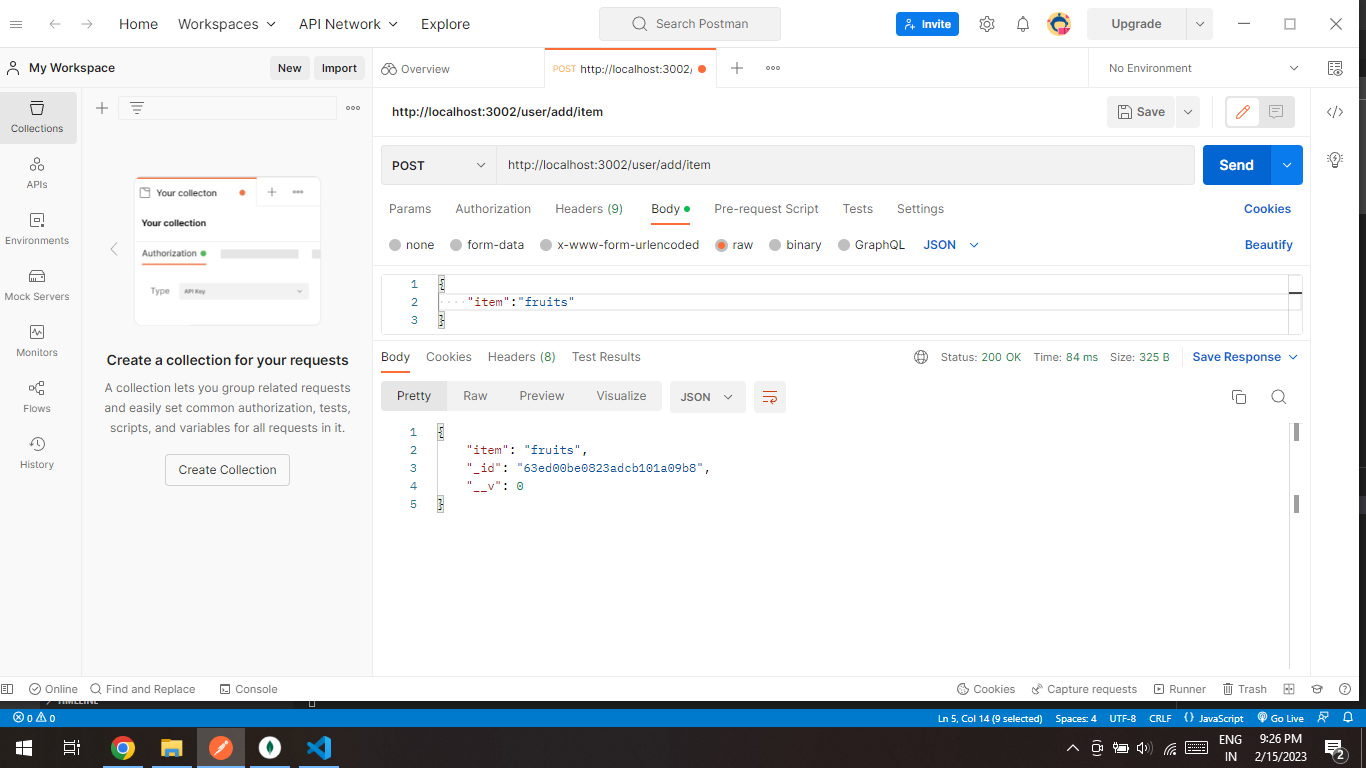 Home Workspaces API Network Explore Search Postman Invite Upgrade
My Workspace New Import Overview POST http://localhost:3002/ No Environment
Collections
APIs
Environments
Mock Servers
Monitors
Flows
History
Your collecton
Your collection
Authorization
Type API Key
Create a collection for your requests
A collection lets you group related requests
and easily set common authorization, tests,
scripts, and variables for all requests in it.
Create Collection
http://localhost:3002/user/add/item Save
POST http://localhost:3002/user/add/item Send
Params Authorization Headers (9) Body Pre-request Script Tests Settings Cookies
none form-data x-www-form-urlencoded raw binary GraphQL JSON Beautify
1 {
2 "item":"fruits"
3 }
Body Cookies Headers (8) Test Results Status: 200 OK Time: 84 ms Size: 325 B Save Response
Pretty Raw Preview Visualize JSON
1 {
2 "item": "fruits",
3 "_id": "63ed00be0823adcb101a09b8",
4 "__v": 0
5 }
Online Find and Replace Console Cookies Capture requests Runner Trash
TIMELINE
0 0 Ln 5, Col 14 (9 selected) Spaces: 4 UTF-8 CRLF JavaScript Go Live
ENG
IN
9:26 PM
2/15/2023
2